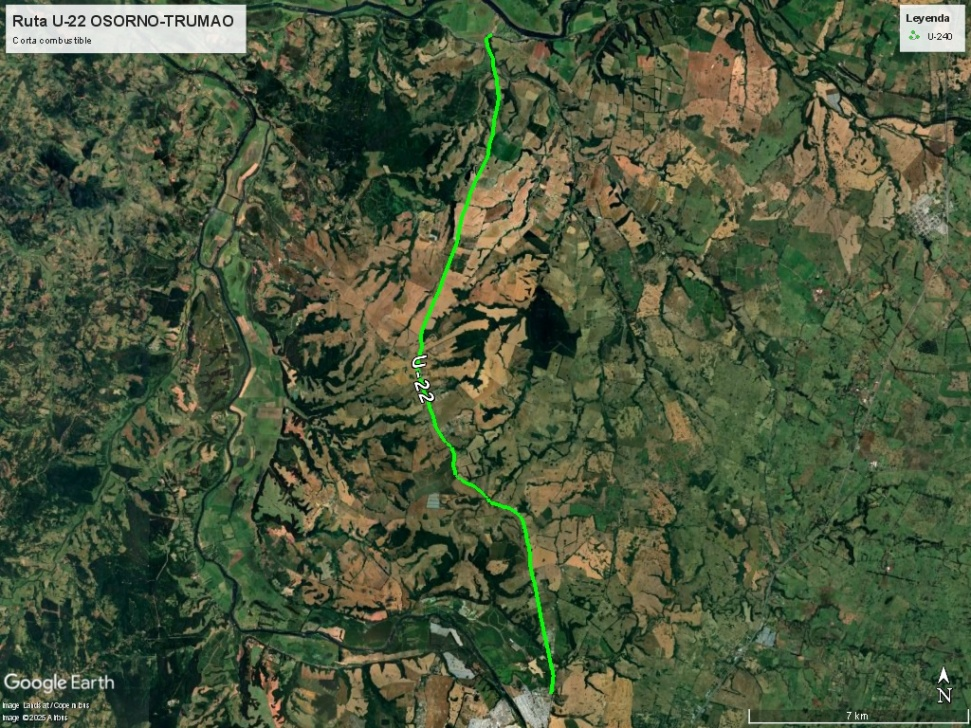 Ruta U-22 OSORNO-TRUMAO
Corta combustible
Leyenda
U-240
U-22
Google Earth
Image Landsat / Copernicus
Image © 2025 Airbus
N
7 km